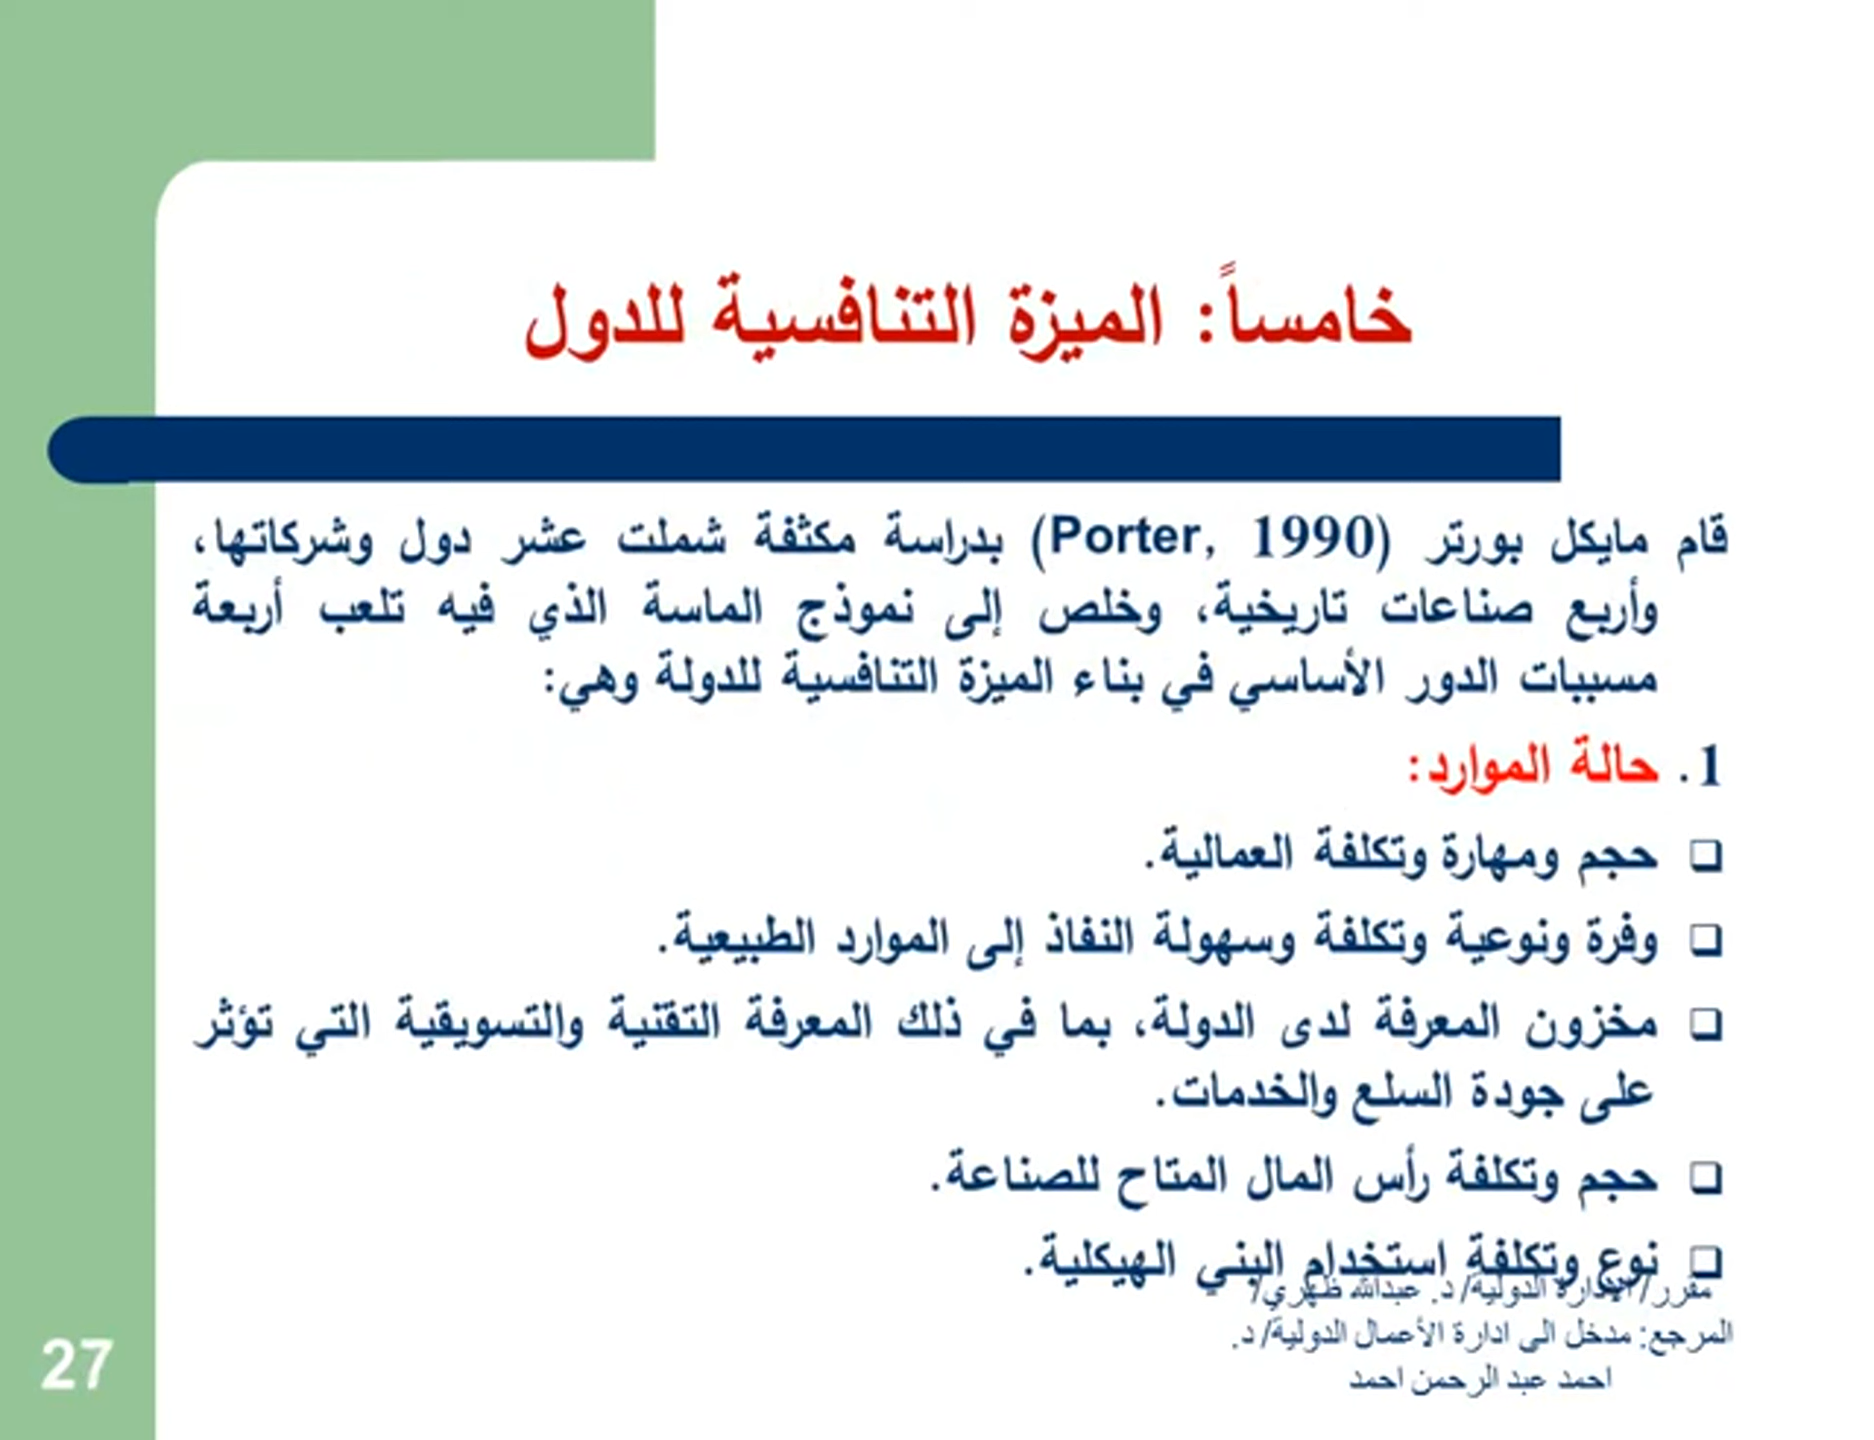 خامساً: الميزة التنافسية للدول
قام مايكل بورتر (Porter, 1990) بدراسة مكثفة شملت عشر دول وشركاتها،
وأربع صناعات تاريخية، وخلص إلى نموذج الماسة الذي فيه تلعب أربعة
مسببات الدور الأساسي في بناء الميزة التنافسية للدولة وهي:
1. حالة الموارد:
❑ حجم ومهارة وتكلفة العمالية.
❑ وفرة ونوعية وتكلفة وسهولة النفاذ إلى الموارد الطبيعية.
❑ مخزون المعرفة لدى الدولة، بما في ذلك المعرفة التقنية والتسويقية التي تؤثر
على جودة السلع والخدمات.
❑ حجم وتكلفة رأس المال المتاح للصناعة.
❑ نوع وتكلفة استخدام البني الهيكلية.
مقرر/ الإدارة الدولية/ د. عبدالله ظهري/
المرجع: مدخل الى ادارة الأعمال الدولية/ د.
احمد عبد الرحمن احمد
27